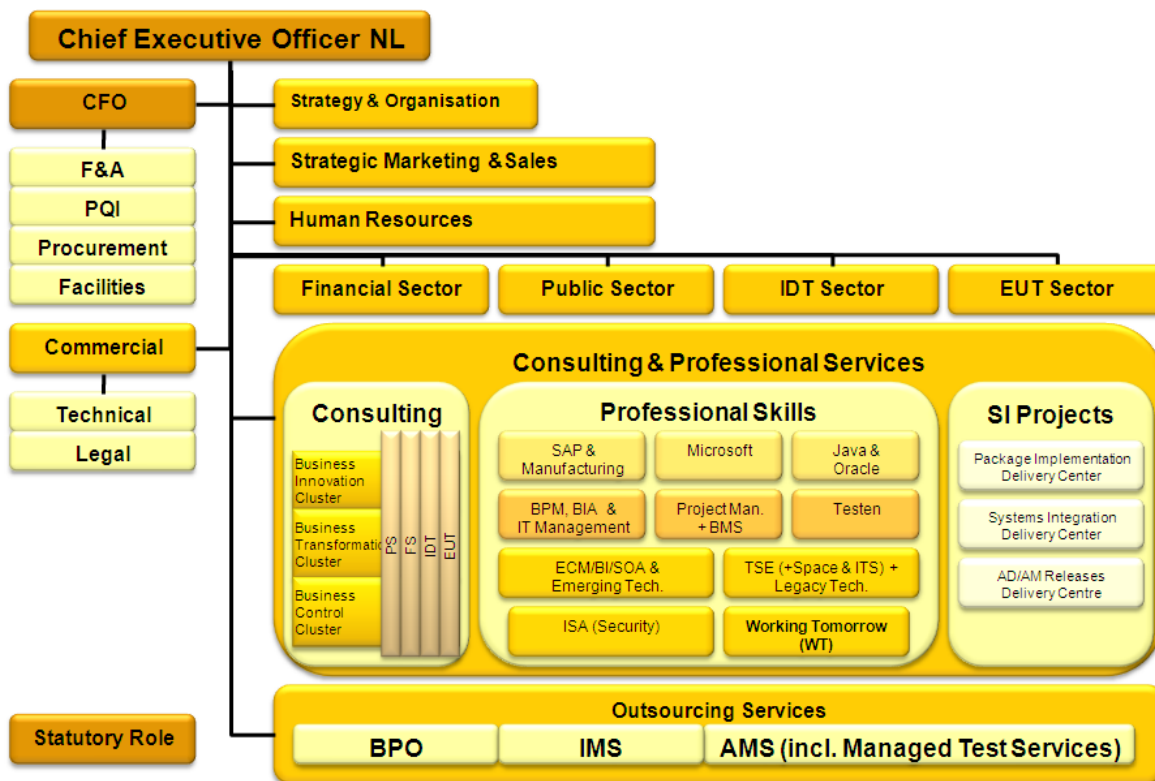 Chief Executive Officer NL
CFO
F&A
PQI
Procurement
Facilities
Commercial
Technical
Legal
Statutory Role
Strategy & Organisation
Strategic Marketing & Sales
Human Resources
Financial Sector
Public Sector
IDT Sector
EUT Sector
Consulting & Professional Services
Consulting
Business
Innovation
Cluster
Business
Transformatic
Cluster
Business
Control
Cluster
PS
FS
IDT
EUT
Professional Skills
SAP &
Manufacturing
Microsoft
Java &
Oracle
BPM, BIA &
IT Management
Project Man.
+ BMS
Testen
ECM/BI/SOA &
Emerging Tech.
TSE (+Space & ITS) +
Legacy Tech.
ISA (Security)
Working Tomorrow
(WT)
SI Projects
Package Implementation
Delivery Center
Systems Integration
Delivery Center
AD/AM Releases
Delivery Centre
Outsourcing Services
BPO
IMS
AMS (incl. Managed Test Services)